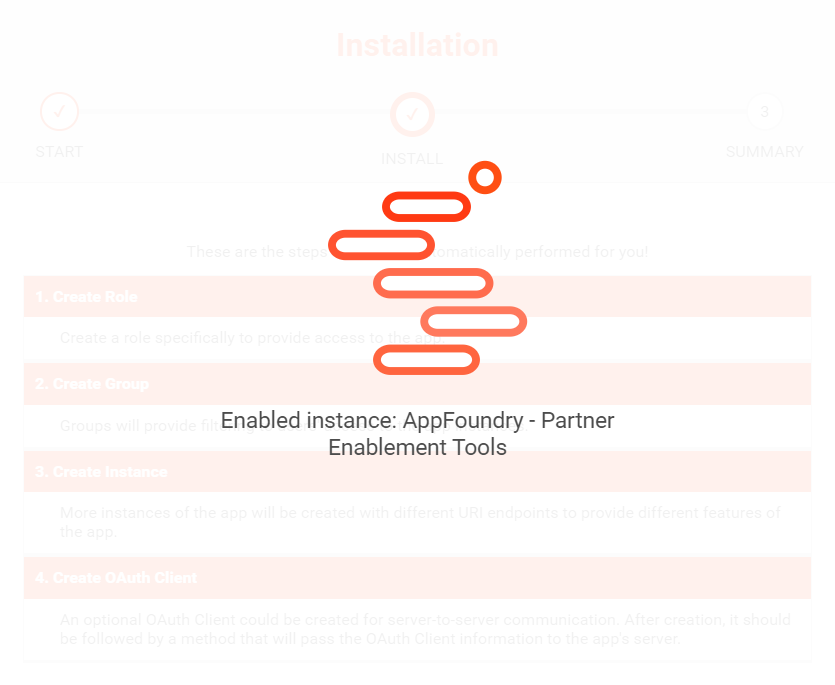 Installation
3
START
INSTALL
SUMMARY
These are the steps omatically performed for you!
1. Create Role
Create a role specifically to provide access to the app.
2. Create Group
Enabled instance: AppFoundry - Partner
Enablement Tools
Groups will provide
3. Create Instance
More instances of the app will be created with different URI endpoints to provide different features of
the app.
4. Create OAuth Client
An optional OAuth Client could be created for server-to-server communication. After creation, it should
be followed by a method that will pass the OAuth Client information to the app's server.